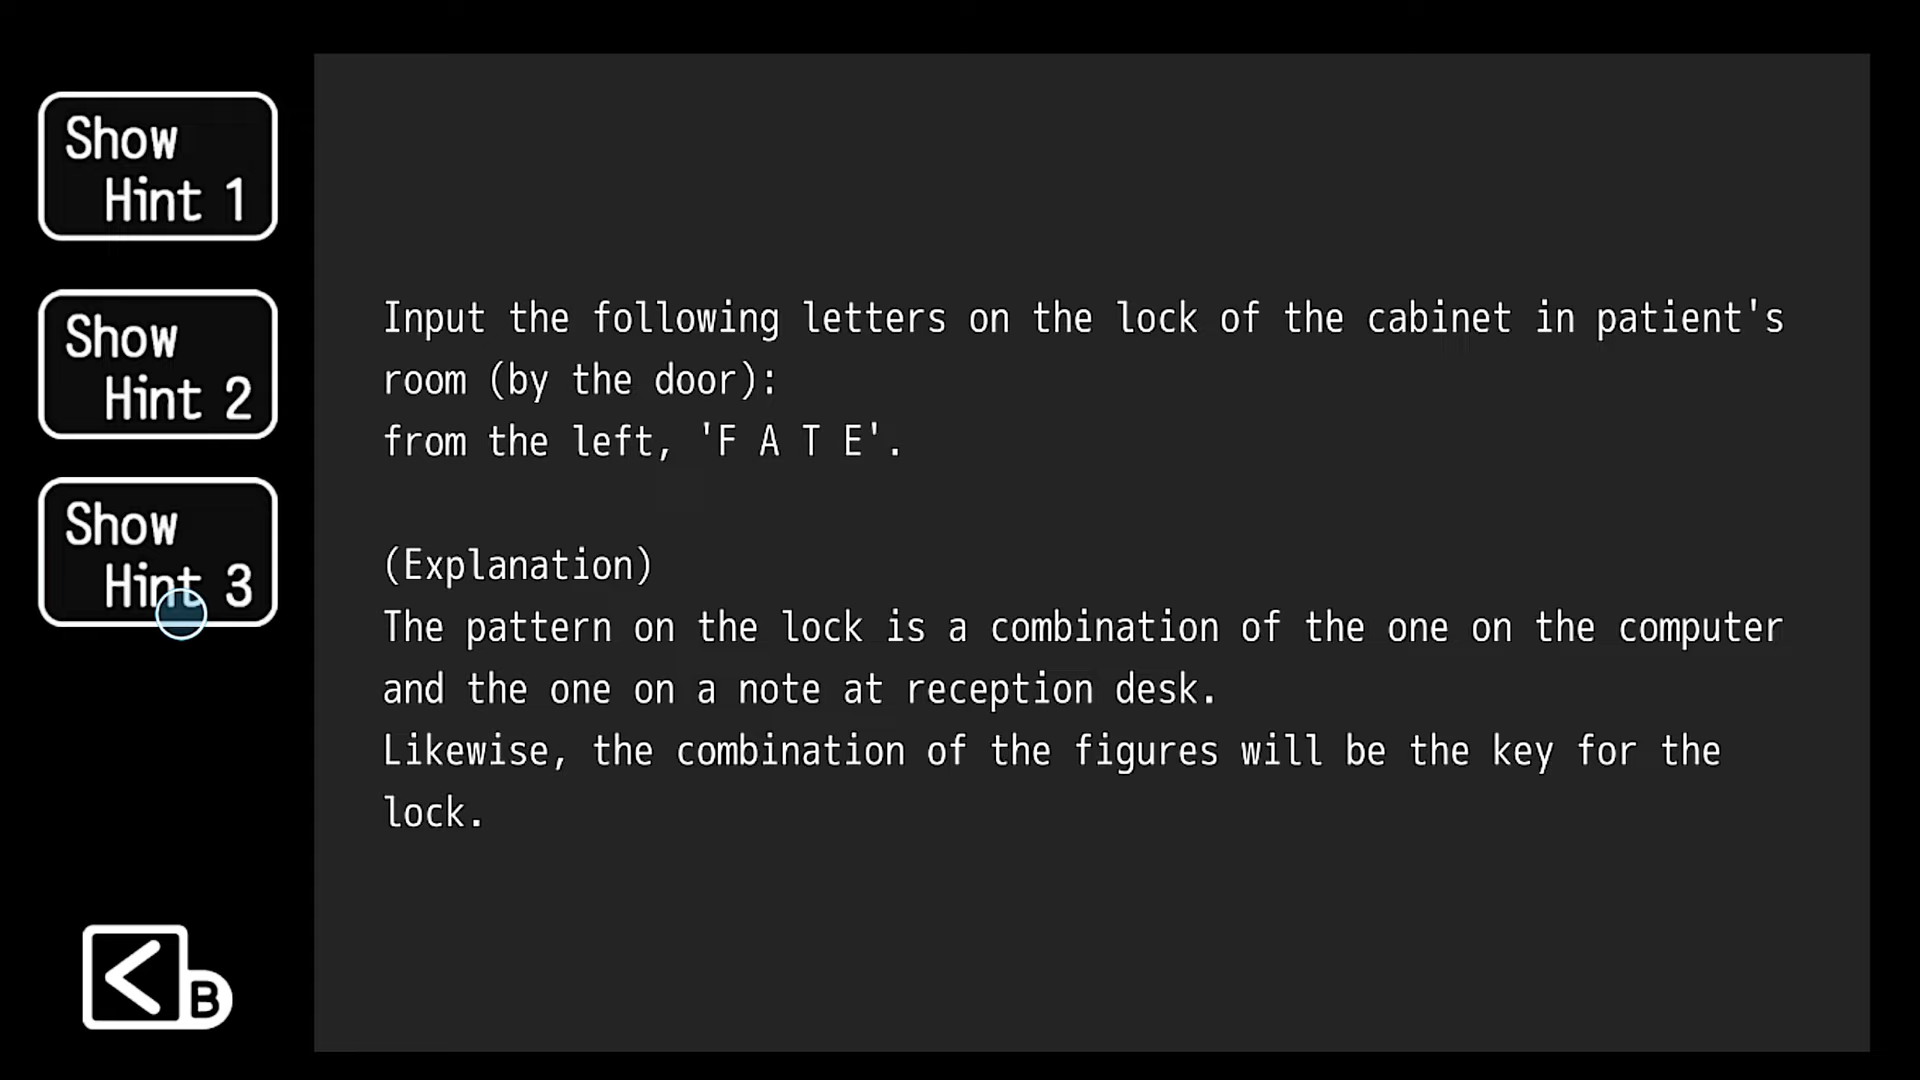 Show
Hint 1
Show
Hint 2
Show
Hint 3
Input the following letters on the lock of the cabinet in patient's
room (by the door):
from the left, 'F A T E'.
(Explanation)
The pattern on the lock is a combination of the one on the computer
and the one on a note at reception desk.
Likewise, the combination of the figures will be the key for the
lock.
B